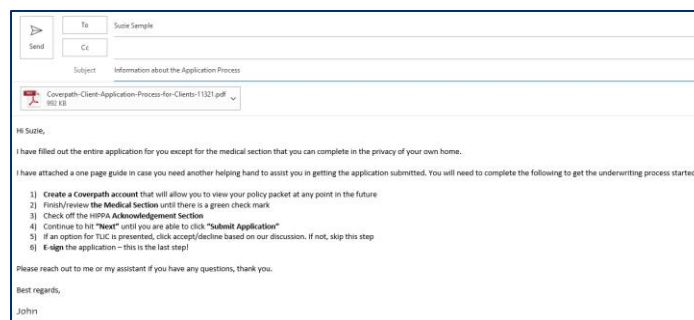 To
Suzie Sample
Send
Cc
Subject
Information about the Application Process
Coverpath-Client-Application-Process-for-Clients-11321.pdf
992 KB
Hi Suzie,
I have filled out the entire application for you except for the medical section that you can complete in the privacy of your own home.
I have attached a one page guide in case you need another helping hand to assist you in getting the application submitted. You will need to complete the following to get the underwriting process started
1) Create a Coverpath account that will allow you to view your policy packet at any point in the future
2) Finish/review the Medical Section until there is a green check mark
3) Check off the HIPPA Acknowledgement Section
4) Continue to hit "Next" until you are able to click "Submit Application"
5) If an option for TLIC is presented, click accept/decline based on our discussion. If not, skip this step
6) E-sign the application – this is the last step!
Please reach out to me or my assistant if you have any questions, thank you.
Best regards,
John